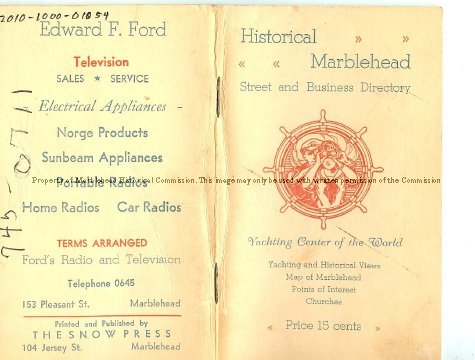 2010-1000-01054
Edward F. Ford
Television
SALES ★ SERVICE
Electrical Appliances -
Norge Products
Sunbeam Appliances
Portable Radios
Home Radios Car Radios
TERMS ARRANGED
Ford's Radio and Television
Telephone 0645
153 Pleasant St. Marblehead
Printed and Published by
THE SNOW PRESS
104 Jersey St. Marblehead
745-0711
Historical » »
« « Marblehead
Street and Business Directory
Yachting Center of the World
Yachting and Historical Views
Map of Marblehead
Points of Interest
Churches
« Price 15 cents »
Property of Marblehead Historical Commission. This image may only be used with written permission of the Commission